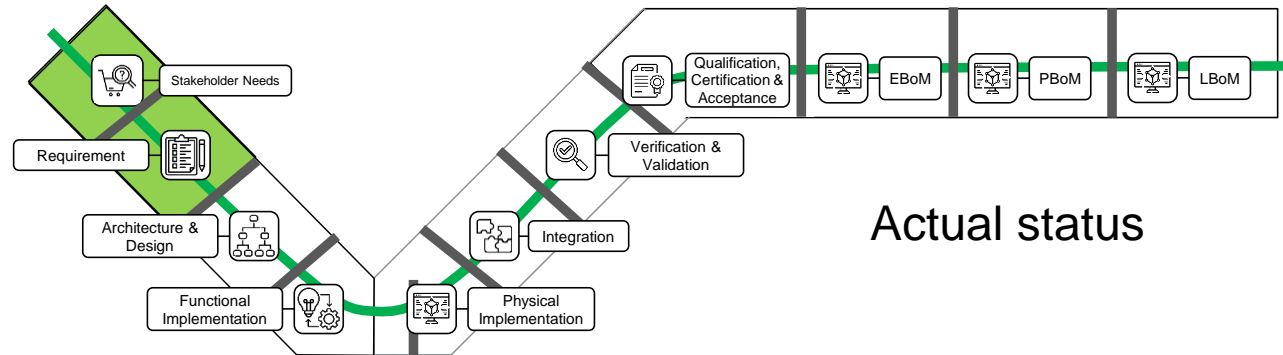 Stakeholder Needs
Requirement
Architecture &
Design
Functional
Implementation
Physical
Implementation
Integration
Verification &
Validation
Qualification,
Certification &
Acceptance
EBoM
PBoM
LBoM
Actual status
?